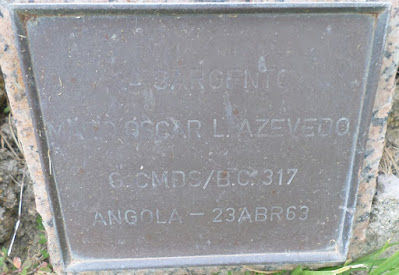 SARGENTO
OSCAR L. AZEVEDO
G.CMDS/B.C.317
ANGOLA – 23ABR63